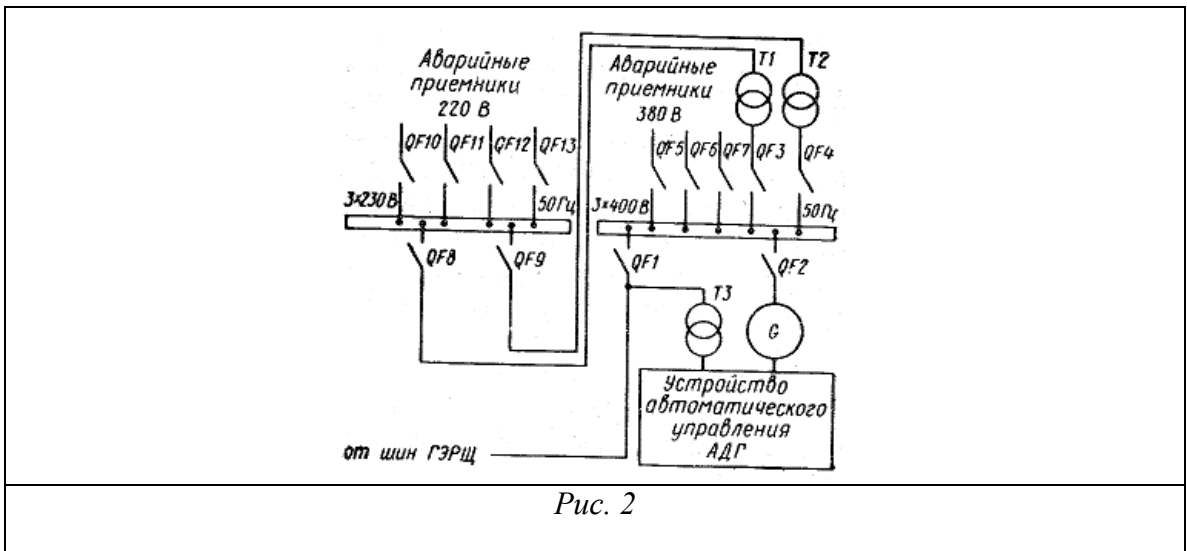 Аварийные
приемники
220 В
Аварийные
приемники
380 В
T1
T2
QF10
QF11
QF12
QF13
QF5
QF6
QF7
QF3
QF4
3×230 В
50 Гц
3×400 В
50 Гц
QF8
QF9
QF1
QF2
T3
G
Устройство
автоматического
управления
АДГ
от шин ГЭРЩ
Рис. 2